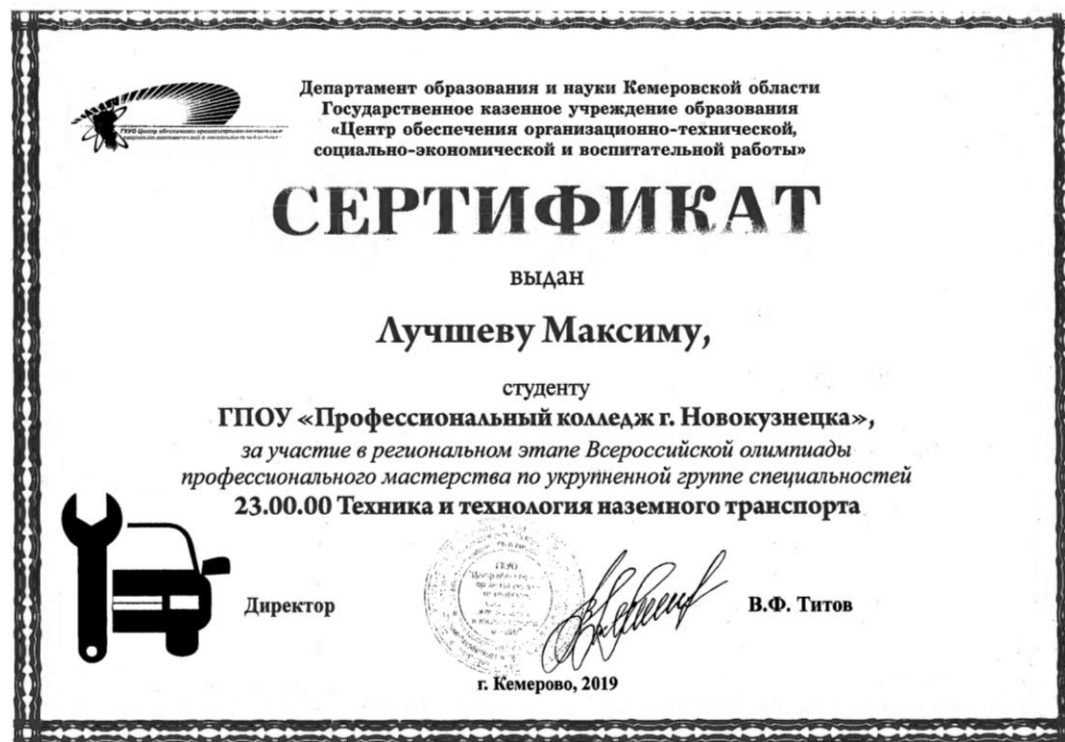 Департамент образования и науки Кемеровской области
Государственное казенное учреждение образования
«Центр обеспечения организационно-технической,
социально-экономической и воспитательной работы»
СЕРТИФИКАТ
выдан
Лучшеву Максиму,
студенту
ГПОУ «Профессиональный колледж г. Новокузнецка»,
за участие в региональном этапе Всероссийской олимпиады
профессионального мастерства по укрупненной группе специальностей
23.00.00 Техника и технология наземного транспорта
Директор
В.Ф. Титов
г. Кемерово, 2019